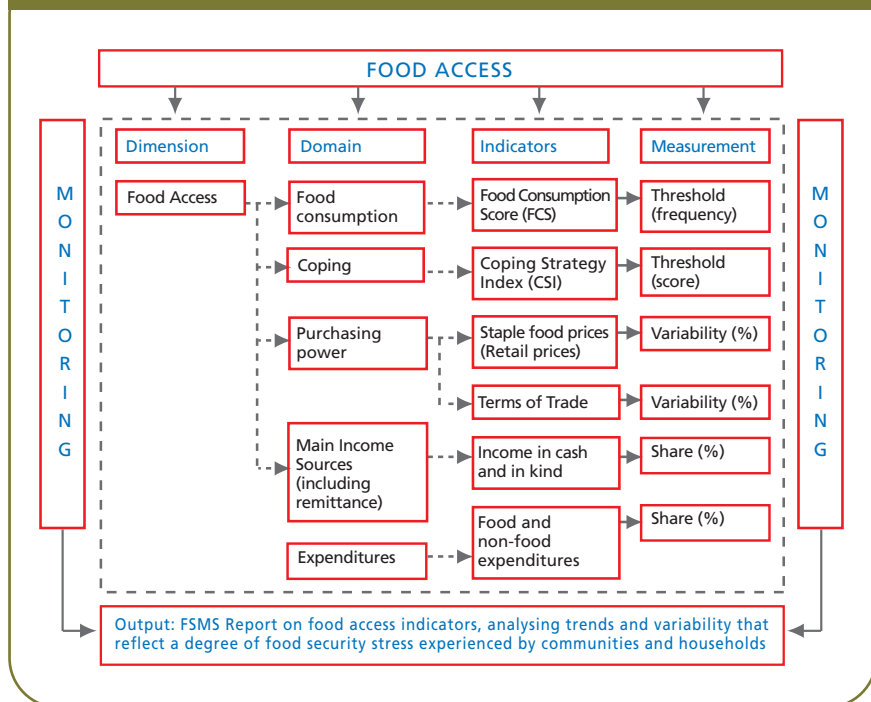 FOOD ACCESS
Dimension
Domain
Indicators
Measurement
MONITORING
Food Access
Food
consumption
Food Consumption
Score (FCS)
Threshold
(frequency)
Coping
Coping Strategy
Index (CSI)
Threshold
(score)
Purchasing
power
Staple food prices
(Retail prices)
Variability (%)
Terms of Trade
Variability (%)
Main Income
Sources
(including
remittance)
Income in cash
and in kind
Share (%)
Expenditures
Food and
non-food
expenditures
Share (%)
MONITORING
Output: FSMS Report on food access indicators, analysing trends and variability that
reflect a degree of food security stress experienced by communities and households